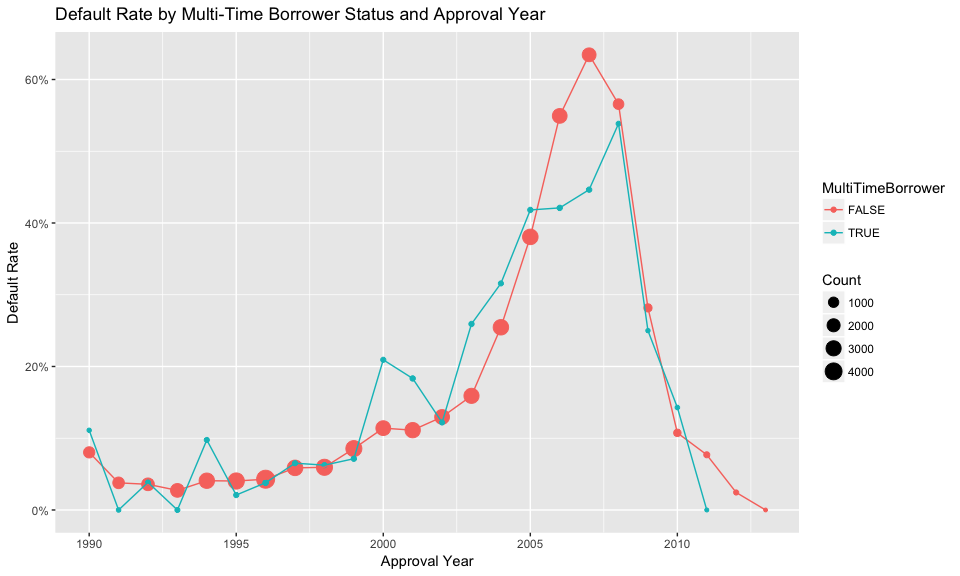 Default Rate by Multi-Time Borrower Status and Approval Year
Default Rate
60%
40%
20%
0%
1990 1995 2000 2005 2010
Approval Year
MultiTimeBorrower
FALSE
TRUE
Count
1000
2000
3000
4000